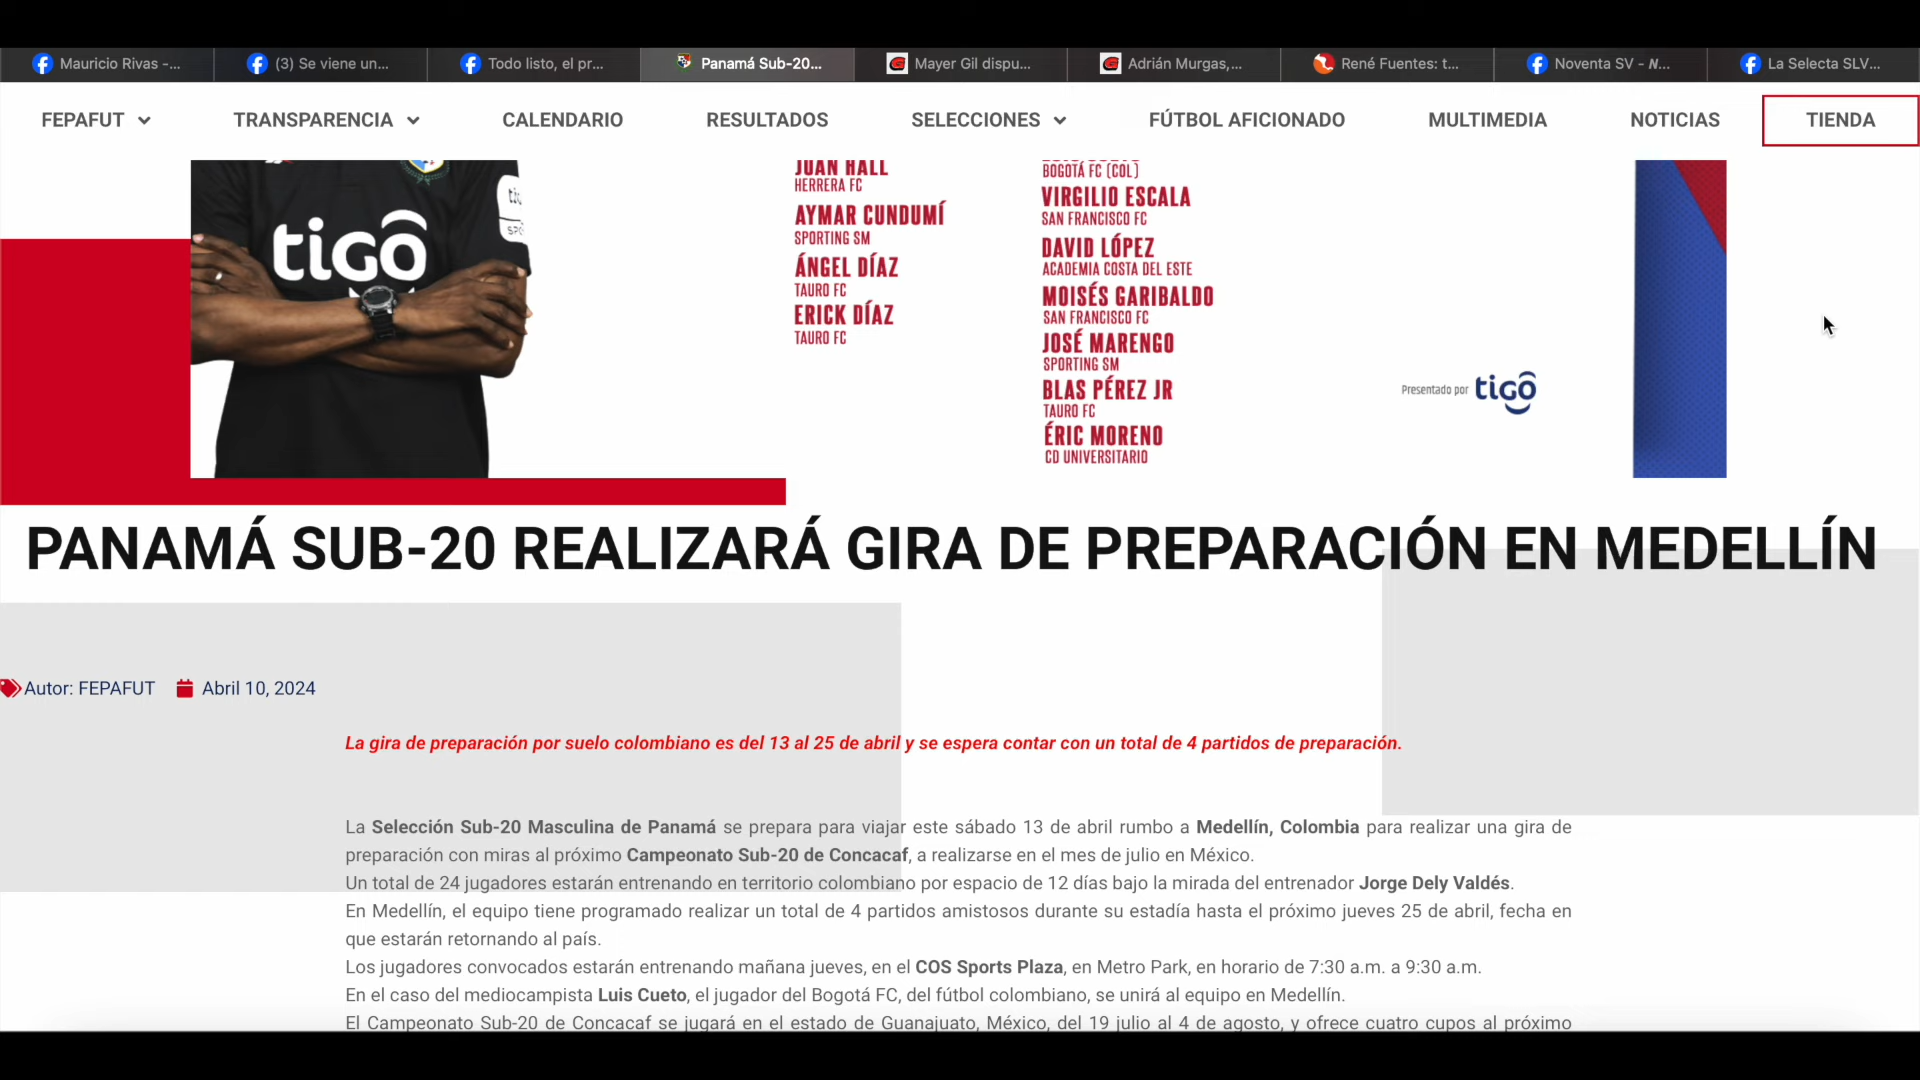 Mauricio Rivas -...
(3) Se viene un...
Todo listo, el pr...
Panamá Sub-20...
Mayer Gil dispu...
Adrián Murgas,...
René Fuentes: t...
Noventa SV - N...
La Selecta SLV...
FEPAFUT
TRANSPARENCIA
CALENDARIO
RESULTADOS
SELECCIONES
FÚTBOL AFICIONADO
MULTIMEDIA
NOTICIAS
TIENDA
tigo
JUAN HALL
HERRERA FC
AYMAR CUNDUMÍ
SPORTING SM
ÁNGEL DÍAZ
TAURO FC
ERICK DÍAZ
TAURO FC
BOGOTÁ FC (COL)
VIRGILIO ESCALA
SAN FRANCISCO FC
DAVID LÓPEZ
ACADEMIA COSTA DEL ESTE
MOISÉS GARIBALDO
SAN FRANCISCO FC
JOSÉ MARENGO
SPORTING SM
BLAS PÉREZ JR
TAURO FC
ÉRIC MORENO
CD UNIVERSITARIO
Presentado por tigo
PANAMÁ SUB-20 REALIZARÁ GIRA DE PREPARACIÓN EN MEDELLÍN
Autor: FEPAFUT Abril 10, 2024
La gira de preparación por suelo colombiano es del 13 al 25 de abril y se espera contar con un total de 4 partidos de preparación.
La Selección Sub-20 Masculina de Panamá se prepara para viajar este sábado 13 de abril rumbo a Medellín, Colombia para realizar una gira de
preparación con miras al próximo Campeonato Sub-20 de Concacaf, a realizarse en el mes de julio en México.
Un total de 24 jugadores estarán entrenando en territorio colombiano por espacio de 12 días bajo la mirada del entrenador Jorge Dely Valdés.
En Medellín, el equipo tiene programado realizar un total de 4 partidos amistosos durante su estadía hasta el próximo jueves 25 de abril, fecha en
que estarán retornando al país.
Los jugadores convocados estarán entrenando mañana jueves, en el COS Sports Plaza, en Metro Park, en horario de 7:30 a.m. a 9:30 a.m.
En el caso del mediocampista Luis Cueto, el jugador del Bogotá FC, del fútbol colombiano, se unirá al equipo en Medellín.
El Campeonato Sub-20 de Concacaf se jugará en el estado de Guanajuato, México, del 19 julio al 4 de agosto, y ofrece cuatro cupos al próximo